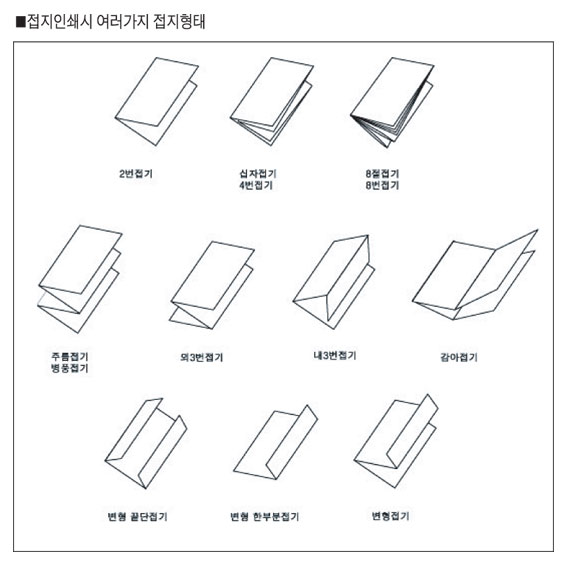 ■접지인쇄시 여러가지 접지형태
2번접기
십자접기
4번접기
8절접기
8번접기
주름접기
병풍접기
외3번접기
내3번접기
감아접기
변형 끝단접기
변형 한부분접기
변형접기